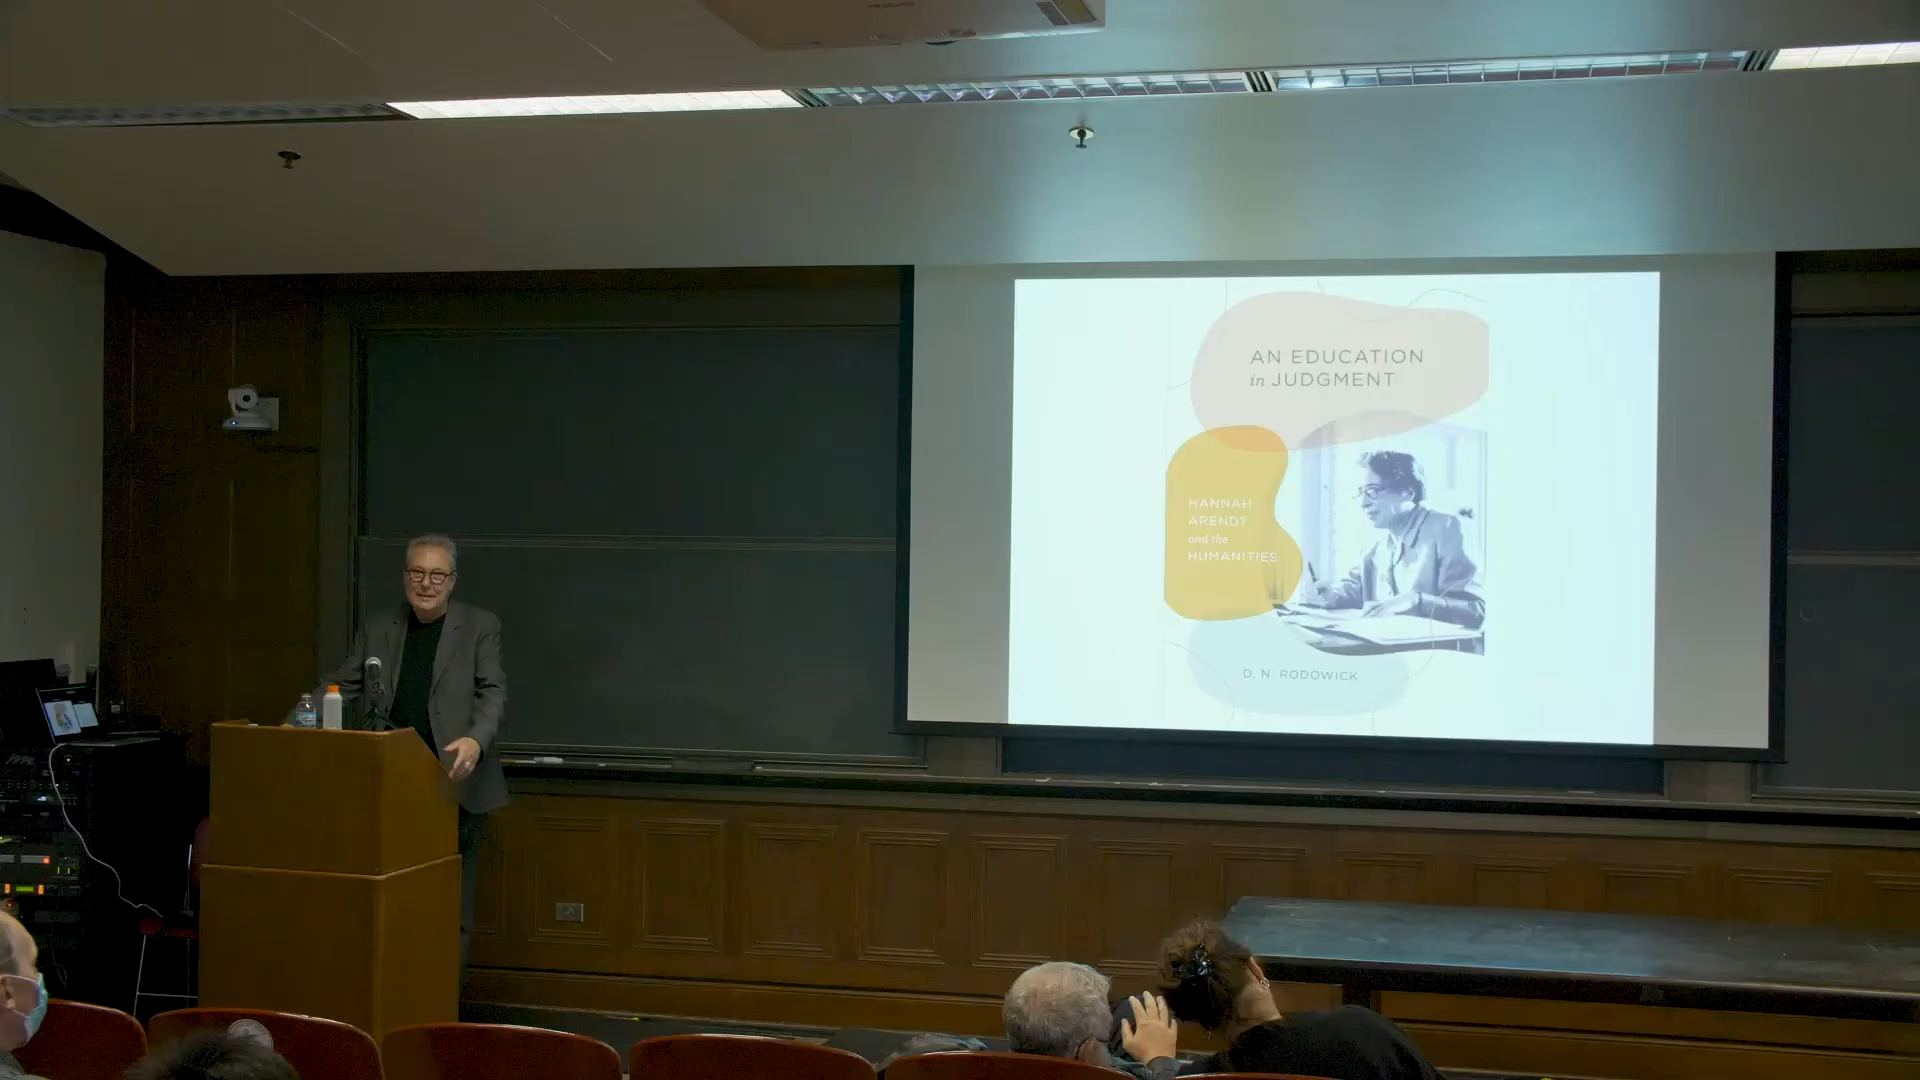 AN EDUCATION
in JUDGMENT
HANNAH
ARENDT
and the
HUMANITIES
D. N. RODOWICK